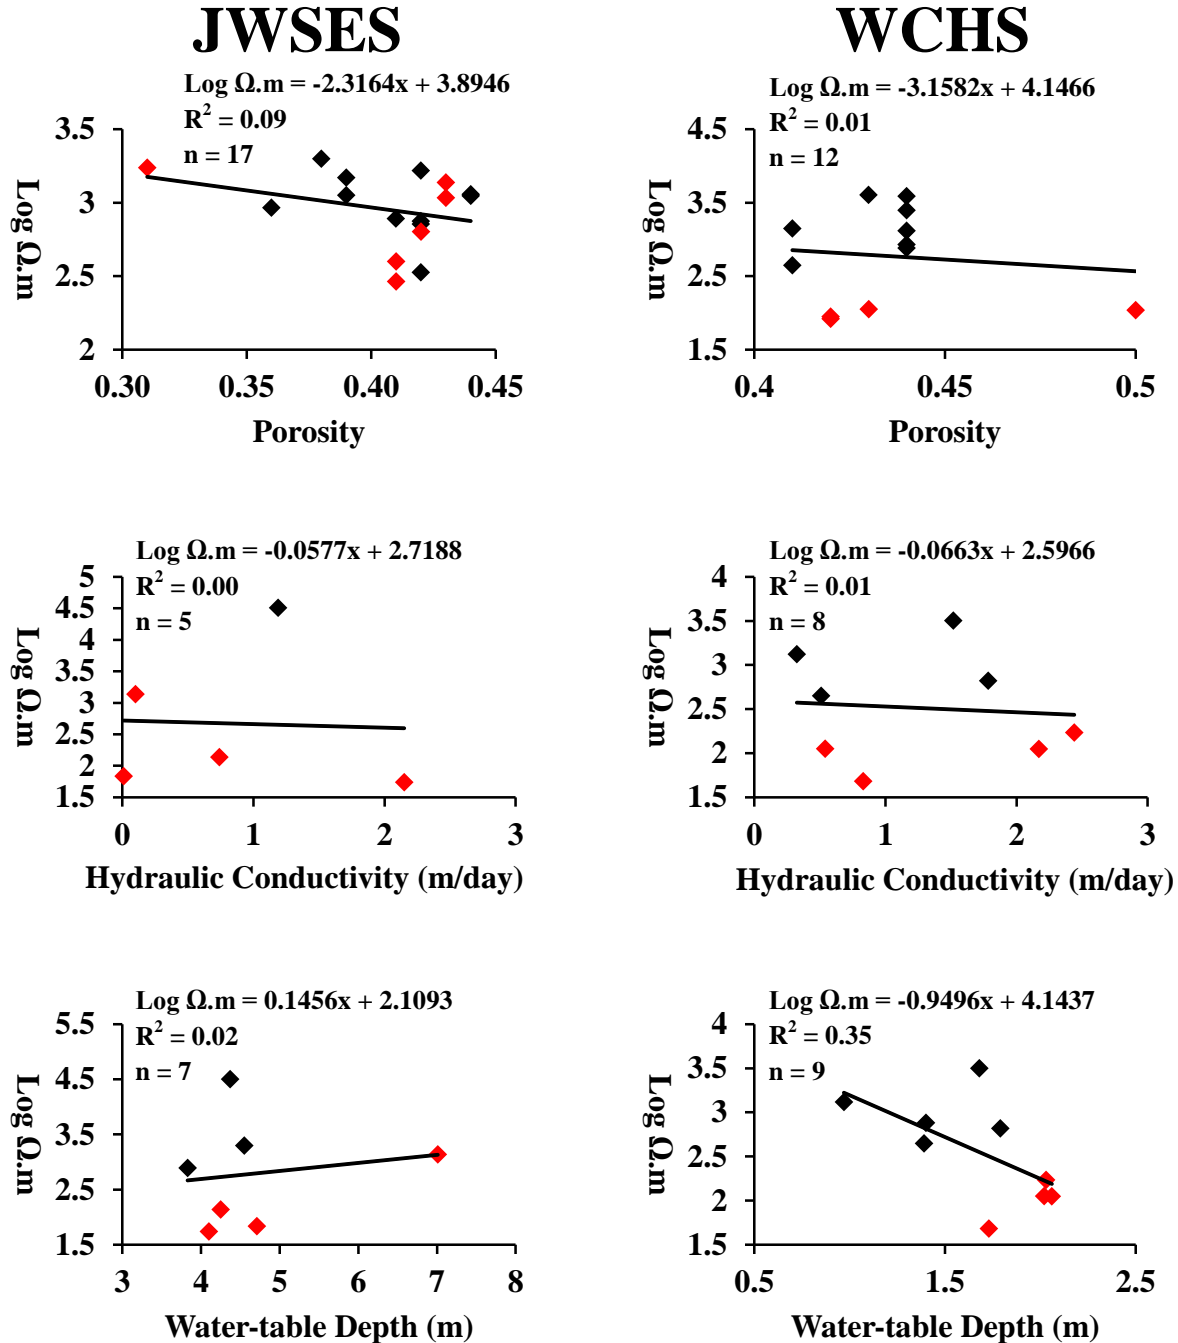 JWSES
WCHS
Log Ω.m = -2.3164x + 3.8946
R² = 0.09
n = 17
3.5
3
2.5
2
Log Ω.m
0.30
0.35
0.40
0.45
Porosity
Log Ω.m = -3.1582x + 4.1466
R² = 0.01
n = 12
4.5
3.5
2.5
1.5
Log Ω.m
0.4
0.45
0.5
Porosity
Log Ω.m = -0.0577x + 2.7188
R² = 0.00
n = 5
5
4.5
4
3.5
3
2.5
2
1.5
Log Ω.m
0
1
2
3
Hydraulic Conductivity (m/day)
Log Ω.m = -0.0663x + 2.5966
R² = 0.01
n = 8
4
3.5
3
2.5
2
1.5
Log Ω.m
0
1
2
3
Hydraulic Conductivity (m/day)
Log Ω.m = 0.1456x + 2.1093
R² = 0.02
n = 7
5.5
4.5
3.5
2.5
1.5
Log Ω.m
3
4
5
6
7
8
Water-table Depth (m)
Log Ω.m = -0.9496x + 4.1437
R² = 0.35
n = 9
4
3.5
3
2.5
2
1.5
Log Ω.m
0.5
1.5
2.5
Water-table Depth (m)